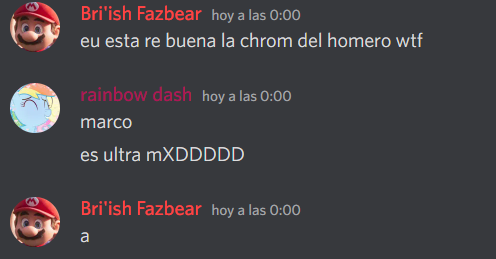 Bri'ish Fazbear hoy a las 0:00
eu esta re buena la chrom del homero wtf
rainbow dash hoy a las 0:00
marco
es ultra mXDDDDD
Bri'ish Fazbear hoy a las 0:00
a